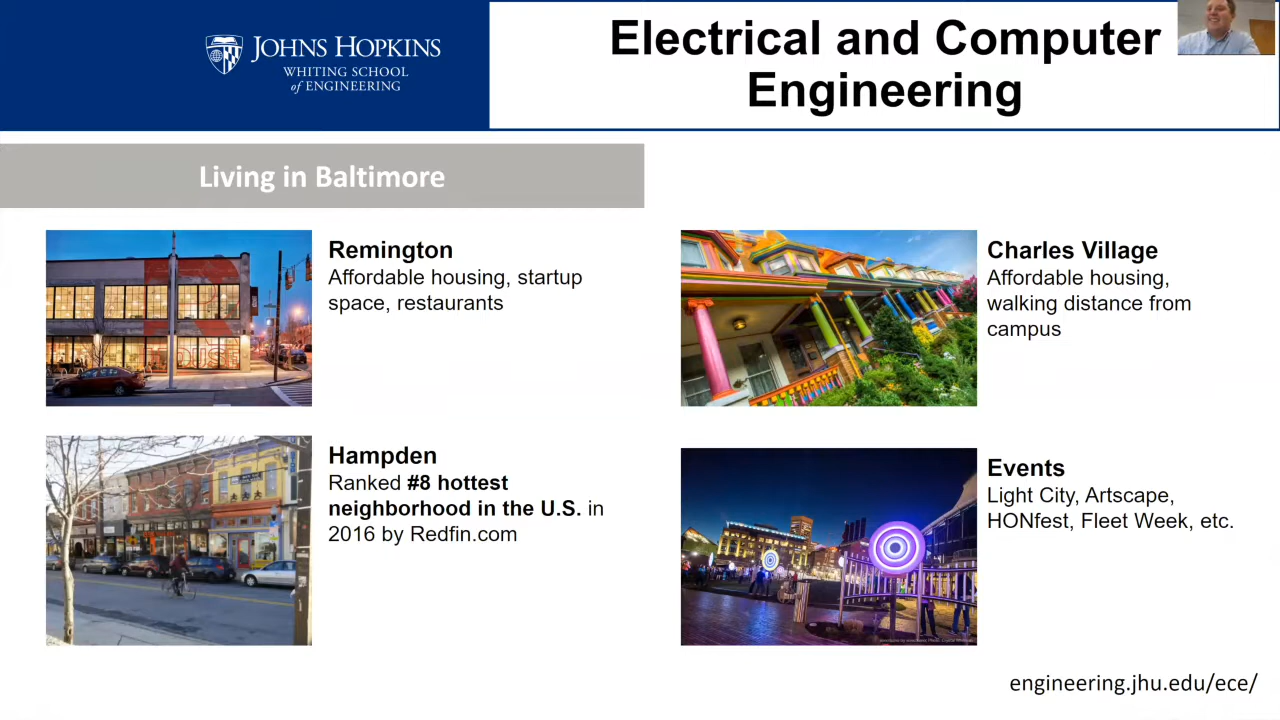 JOHNS HOPKINS
WHITING SCHOOL
of ENGINEERING
Electrical and Computer
Engineering
Living in Baltimore
Remington
Affordable housing, startup
space, restaurants
Charles Village
Affordable housing,
walking distance from
campus
Hampden
Ranked #8 hottest
neighborhood in the U.S. in
2016 by Redfin.com
Events
Light City, Artscape,
HONfest, Fleet Week, etc.
engineering.jhu.edu/ece/